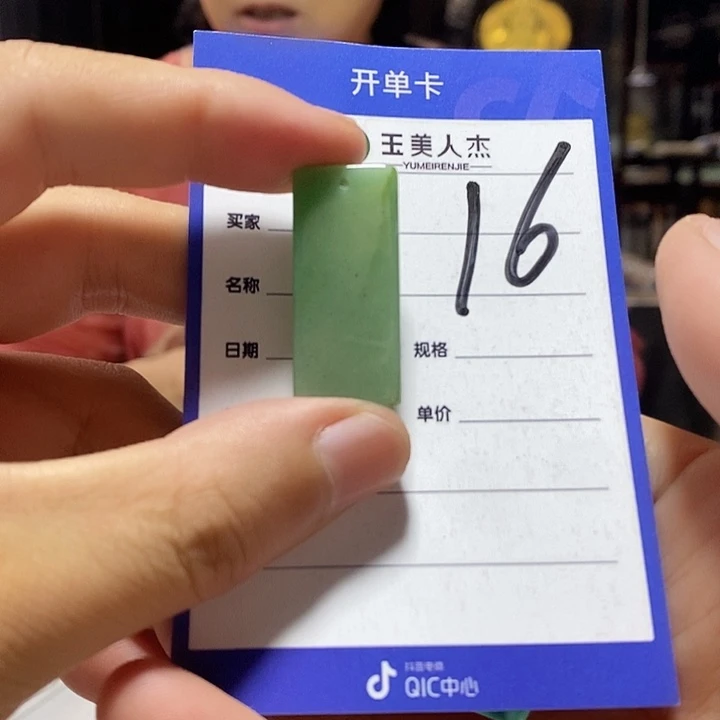 开单卡
玉美人杰
YUMEIRENJIE
16
买家
名称
日期 规格
单价
抖音电商
QIC中心